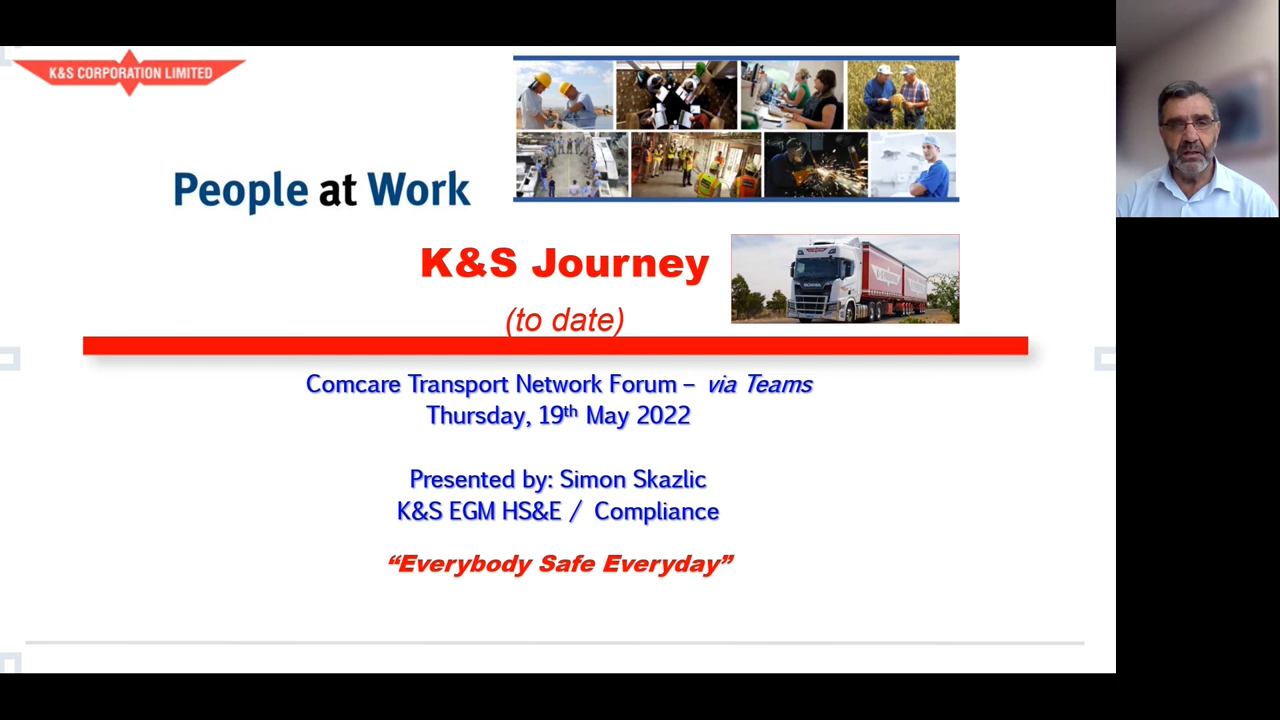 K&S CORPORATION LIMITED
People at Work
K&S Journey
(to date)
SCANIA
Comcare Transport Network Forum – via Teams
Thursday, 19th May 2022
Presented by: Simon Skazlic
K&S EGM HS&E / Compliance
“Everybody Safe Everyday”